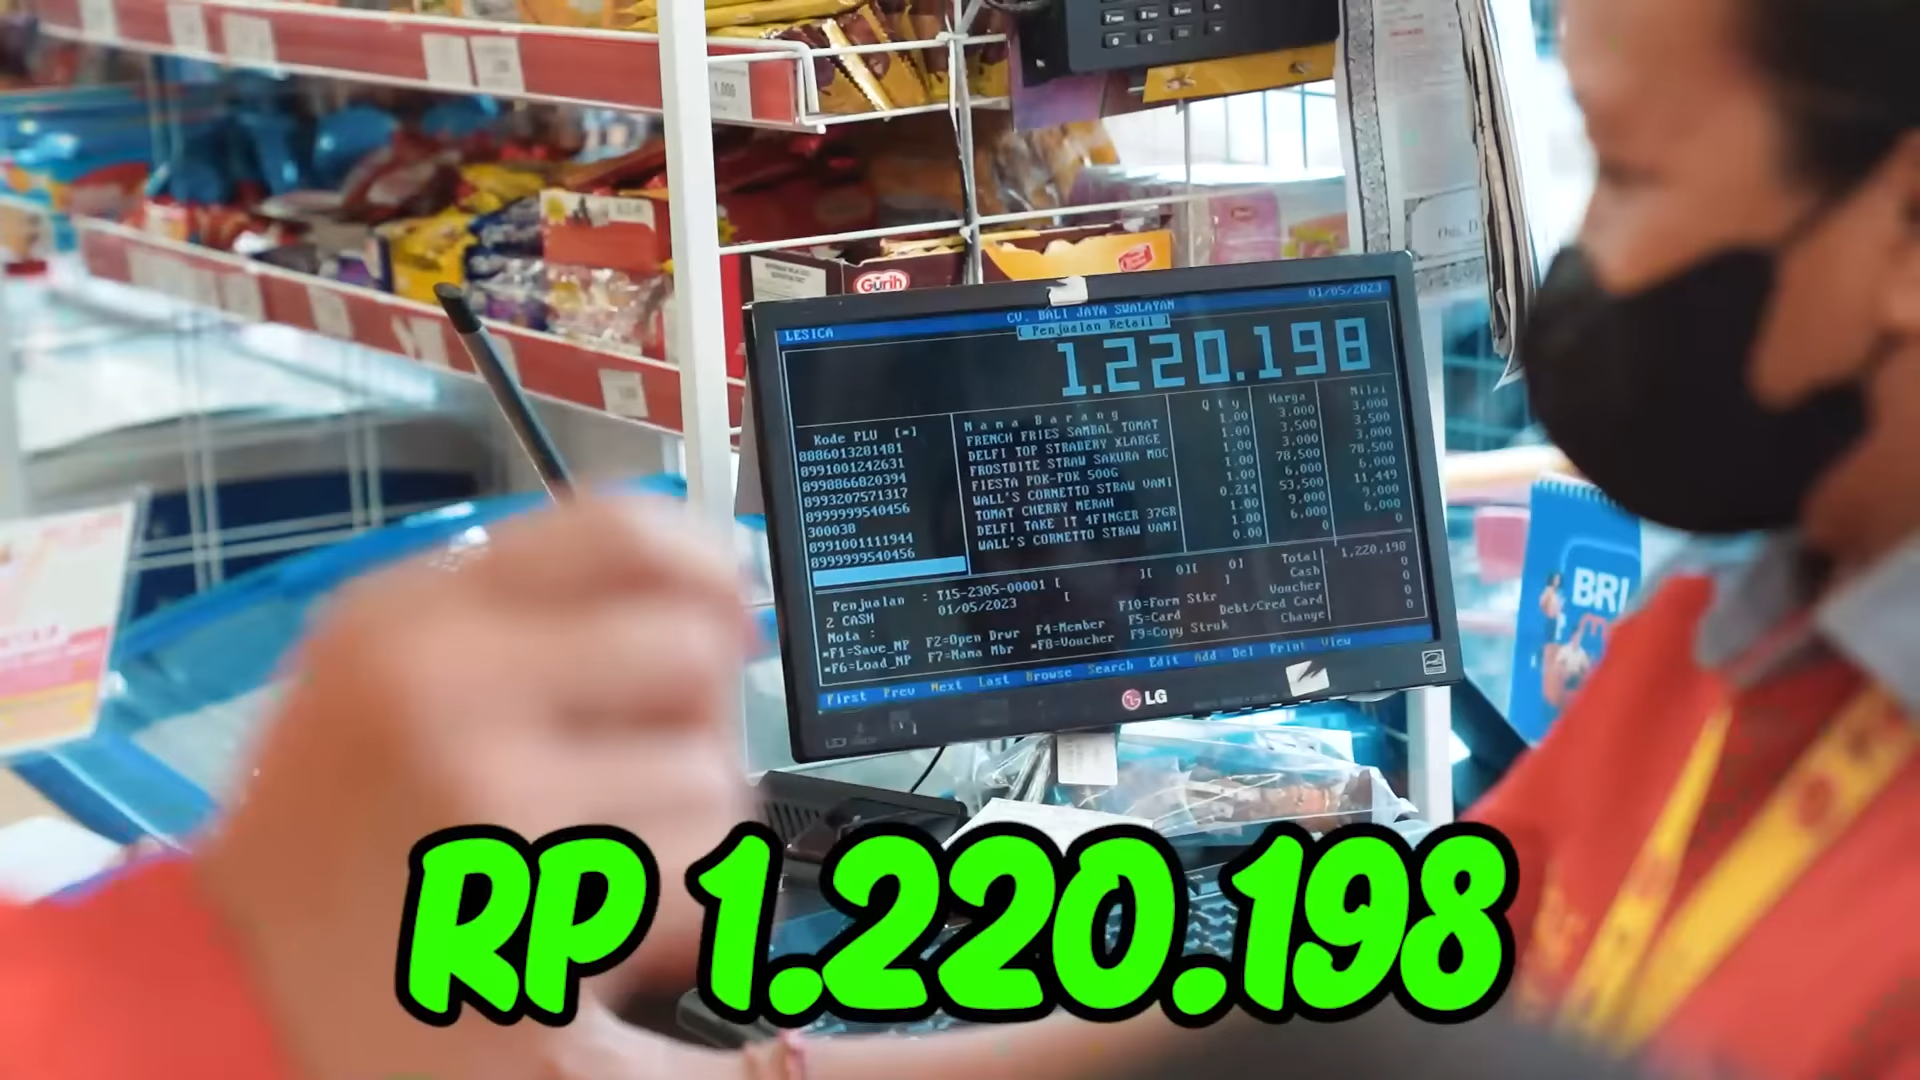 1,000
Gurih
LESICA
CV. BALI JAYA SWALAYAN
01/05/2023
[ Penjualan Retail ]
1.220.198
Kode PLU [*] Nama Barang Qty Harga Nilai
8886013281481 FRENCH FRIES SAMBAL TOMAT 1.00 3.000 3,000
8991001242631 DELFI TOP STRABERY XLARGE 1.00 3,500 3,500
8998866820394 FROSTBITE STRAW SAKURA MOC 1.00 3,000 3,000
8993207571317 FIESTA POK-POK 500G 1.00 78,500 78,500
8999999540456 WALL'S CORNETTO STRAW VANI 1.00 6,000 6,000
300038 TOMAT CHERRY MERAH 0.214 53,500 11,449
8991001111944 DELFI TAKE IT 4FINGER 37GR 1.00 9,000 9,000
8999999540456 WALL'S CORNETTO STRAW VANI 1.00 6,000 6,000
0.00 0 0
Penjualan : T15-2305-00001 [ ][ 0][ 0] Total 1,220,198
01/05/2023 [ ] Cash 0
2 CASH Voucher 0
Nota : F10=Form Stkr Debt/Cred Card 0
*F1=Save_NP F2=Open Drwr F4=Member F5=Card Change 0
*F6=Load_NP F7=Nama Mbr *F8=Voucher F9=Copy Struk
First Prev Next Last Browse Search Edit Add Del Print View
LG
BRI
RP 1.220.198